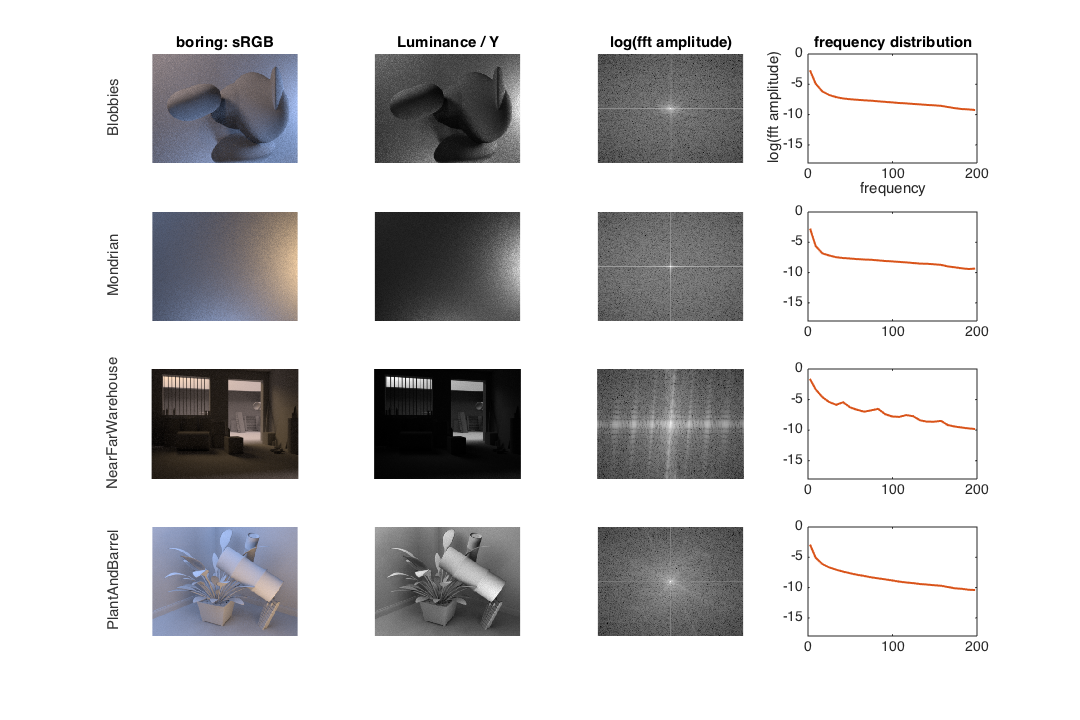 boring: sRGB
Luminance / Y
log(fft amplitude)
frequency distribution
Blobbies
log(fft amplitude)
0
-5
-10
-15
0
100
200
frequency
Mondrian
0
-5
-10
-15
0
100
200
NearFarWarehouse
0
-5
-10
-15
0
100
200
PlantAndBarrel
0
-5
-10
-15
0
100
200